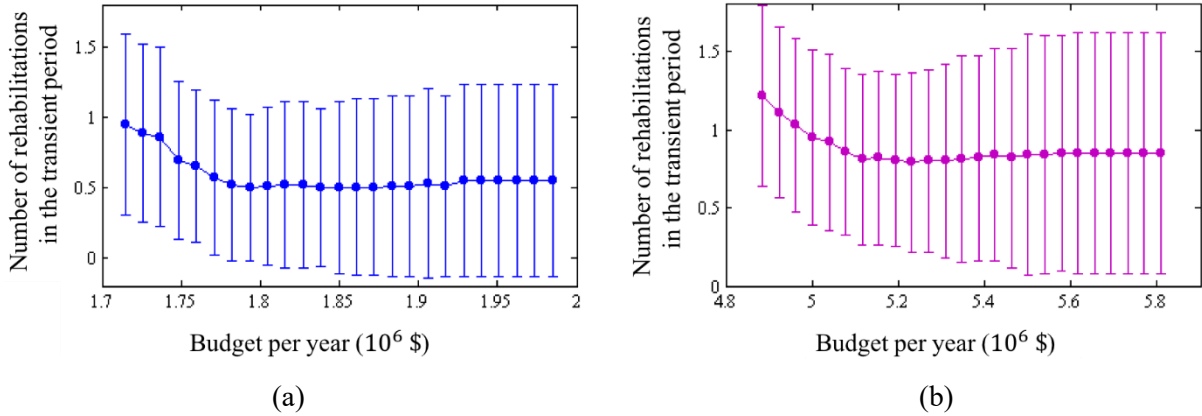 Number of rehabilitations
in the transient period
1.5
1
0.5
0
1.7
1.75
1.8
1.85
1.9
1.95
2
Budget per year (10⁶ $)
(a)
Number of rehabilitations
in the transient period
1.5
1
0.5
0
4.8
5
5.2
5.4
5.6
5.8
Budget per year (10⁶ $)
(b)